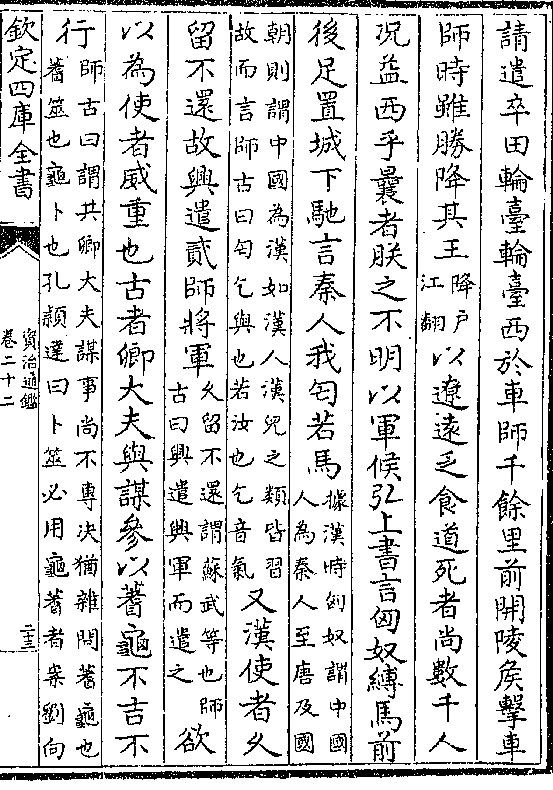 請遣卒田輪臺輪臺西於車師千餘里前開陵侯擊車
師時雖勝降其王降户江翻以遼遠乏食道死者尚數千人
況益西乎曩者朕之不明以軍候弘上書言匈奴縛馬前
後足置城下馳言秦人我匄若馬據漢時匈奴謂中國人為秦人至唐及國
朝則謂中國為漢如漢人漢兒之類皆習故而言師古曰匄乞與也若汝也乞音氣又漢使者久
留不還故興遣貳師將軍久留不還謂蘇武等也師古曰興遣興軍而遣之欲
以為使者威重也古者卿大夫與謀參以蓍龜不吉不
行師古曰謂共卿大夫謀事尚不專决猶雜問蓍龜也蓍筮也龜卜也孔穎達曰卜筮必用龜蓍者案劉向
欽定四庫全書
資治通鑑
卷二十二
二十三